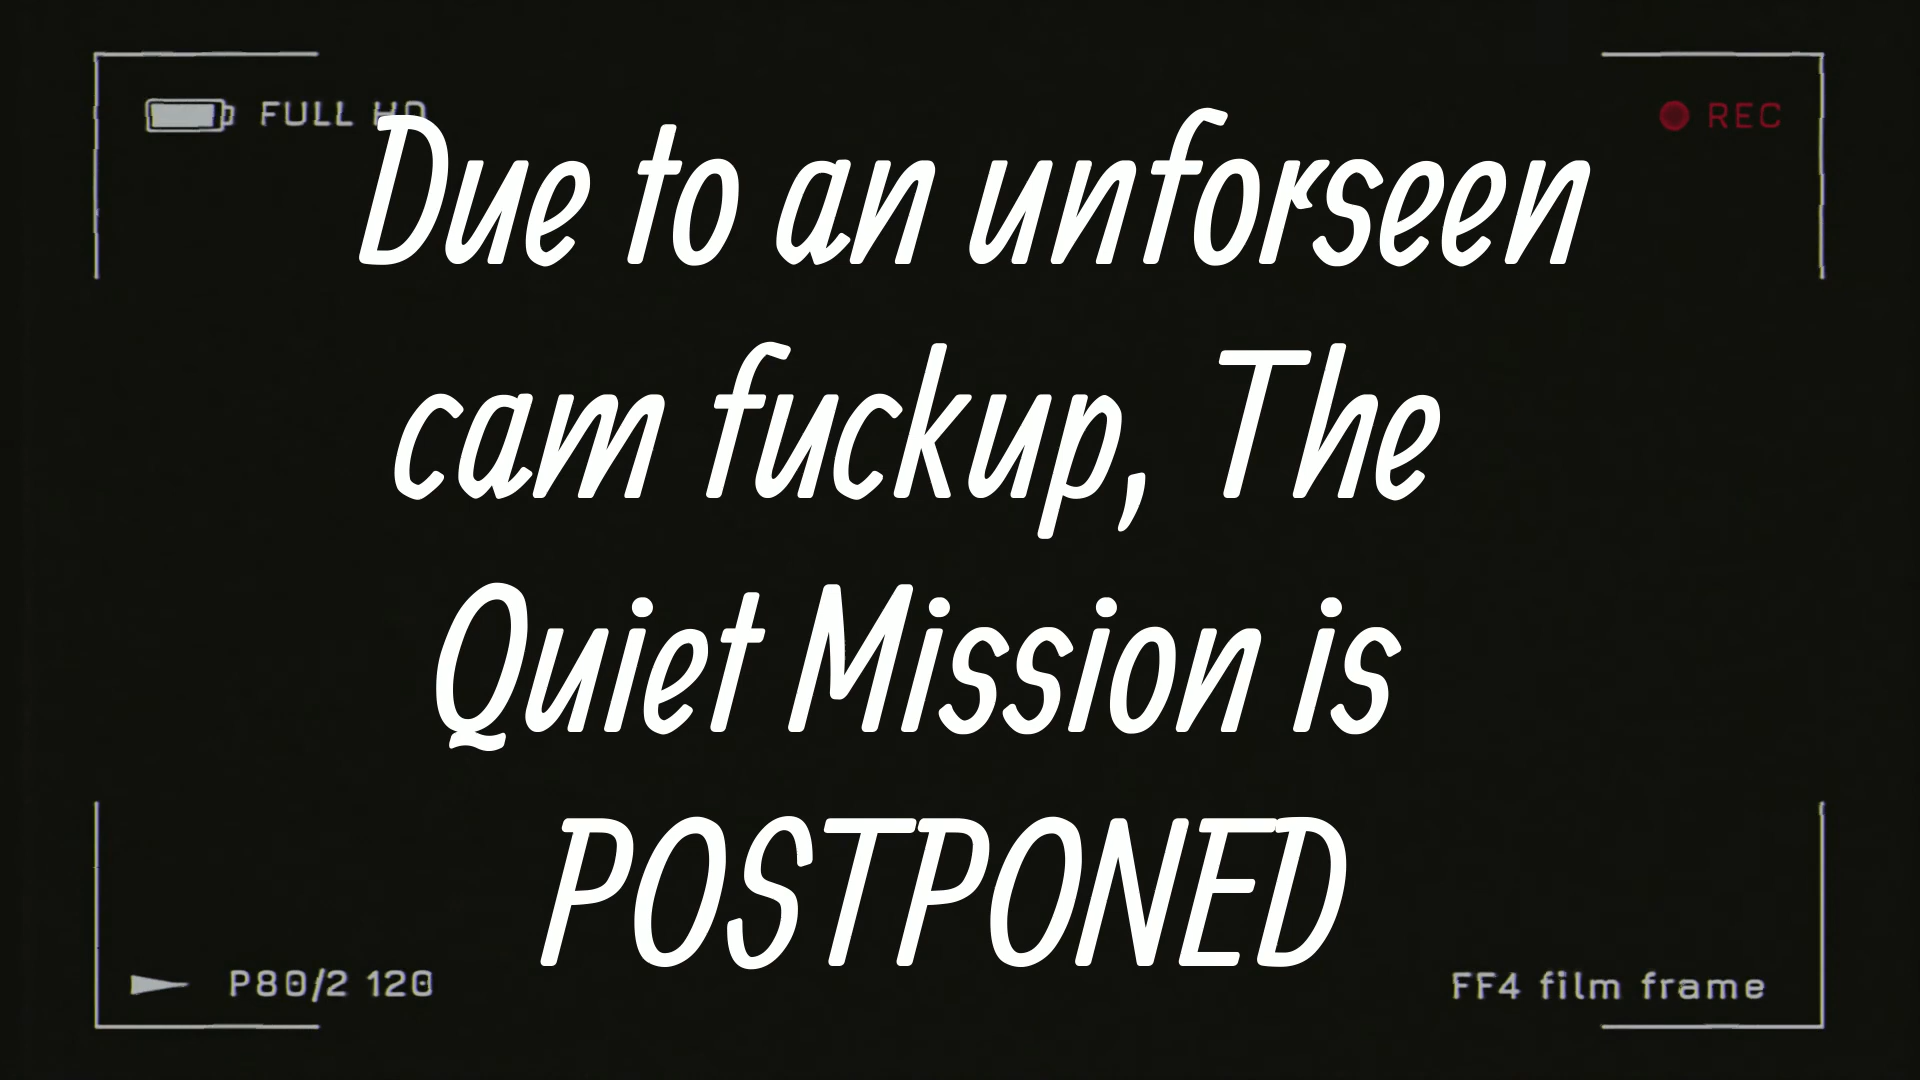 FULL HD
REC
Due to an unforseen
cam fuckup, The
Quiet Mission is
POSTPONED
P80/2 120
FF4 film frame